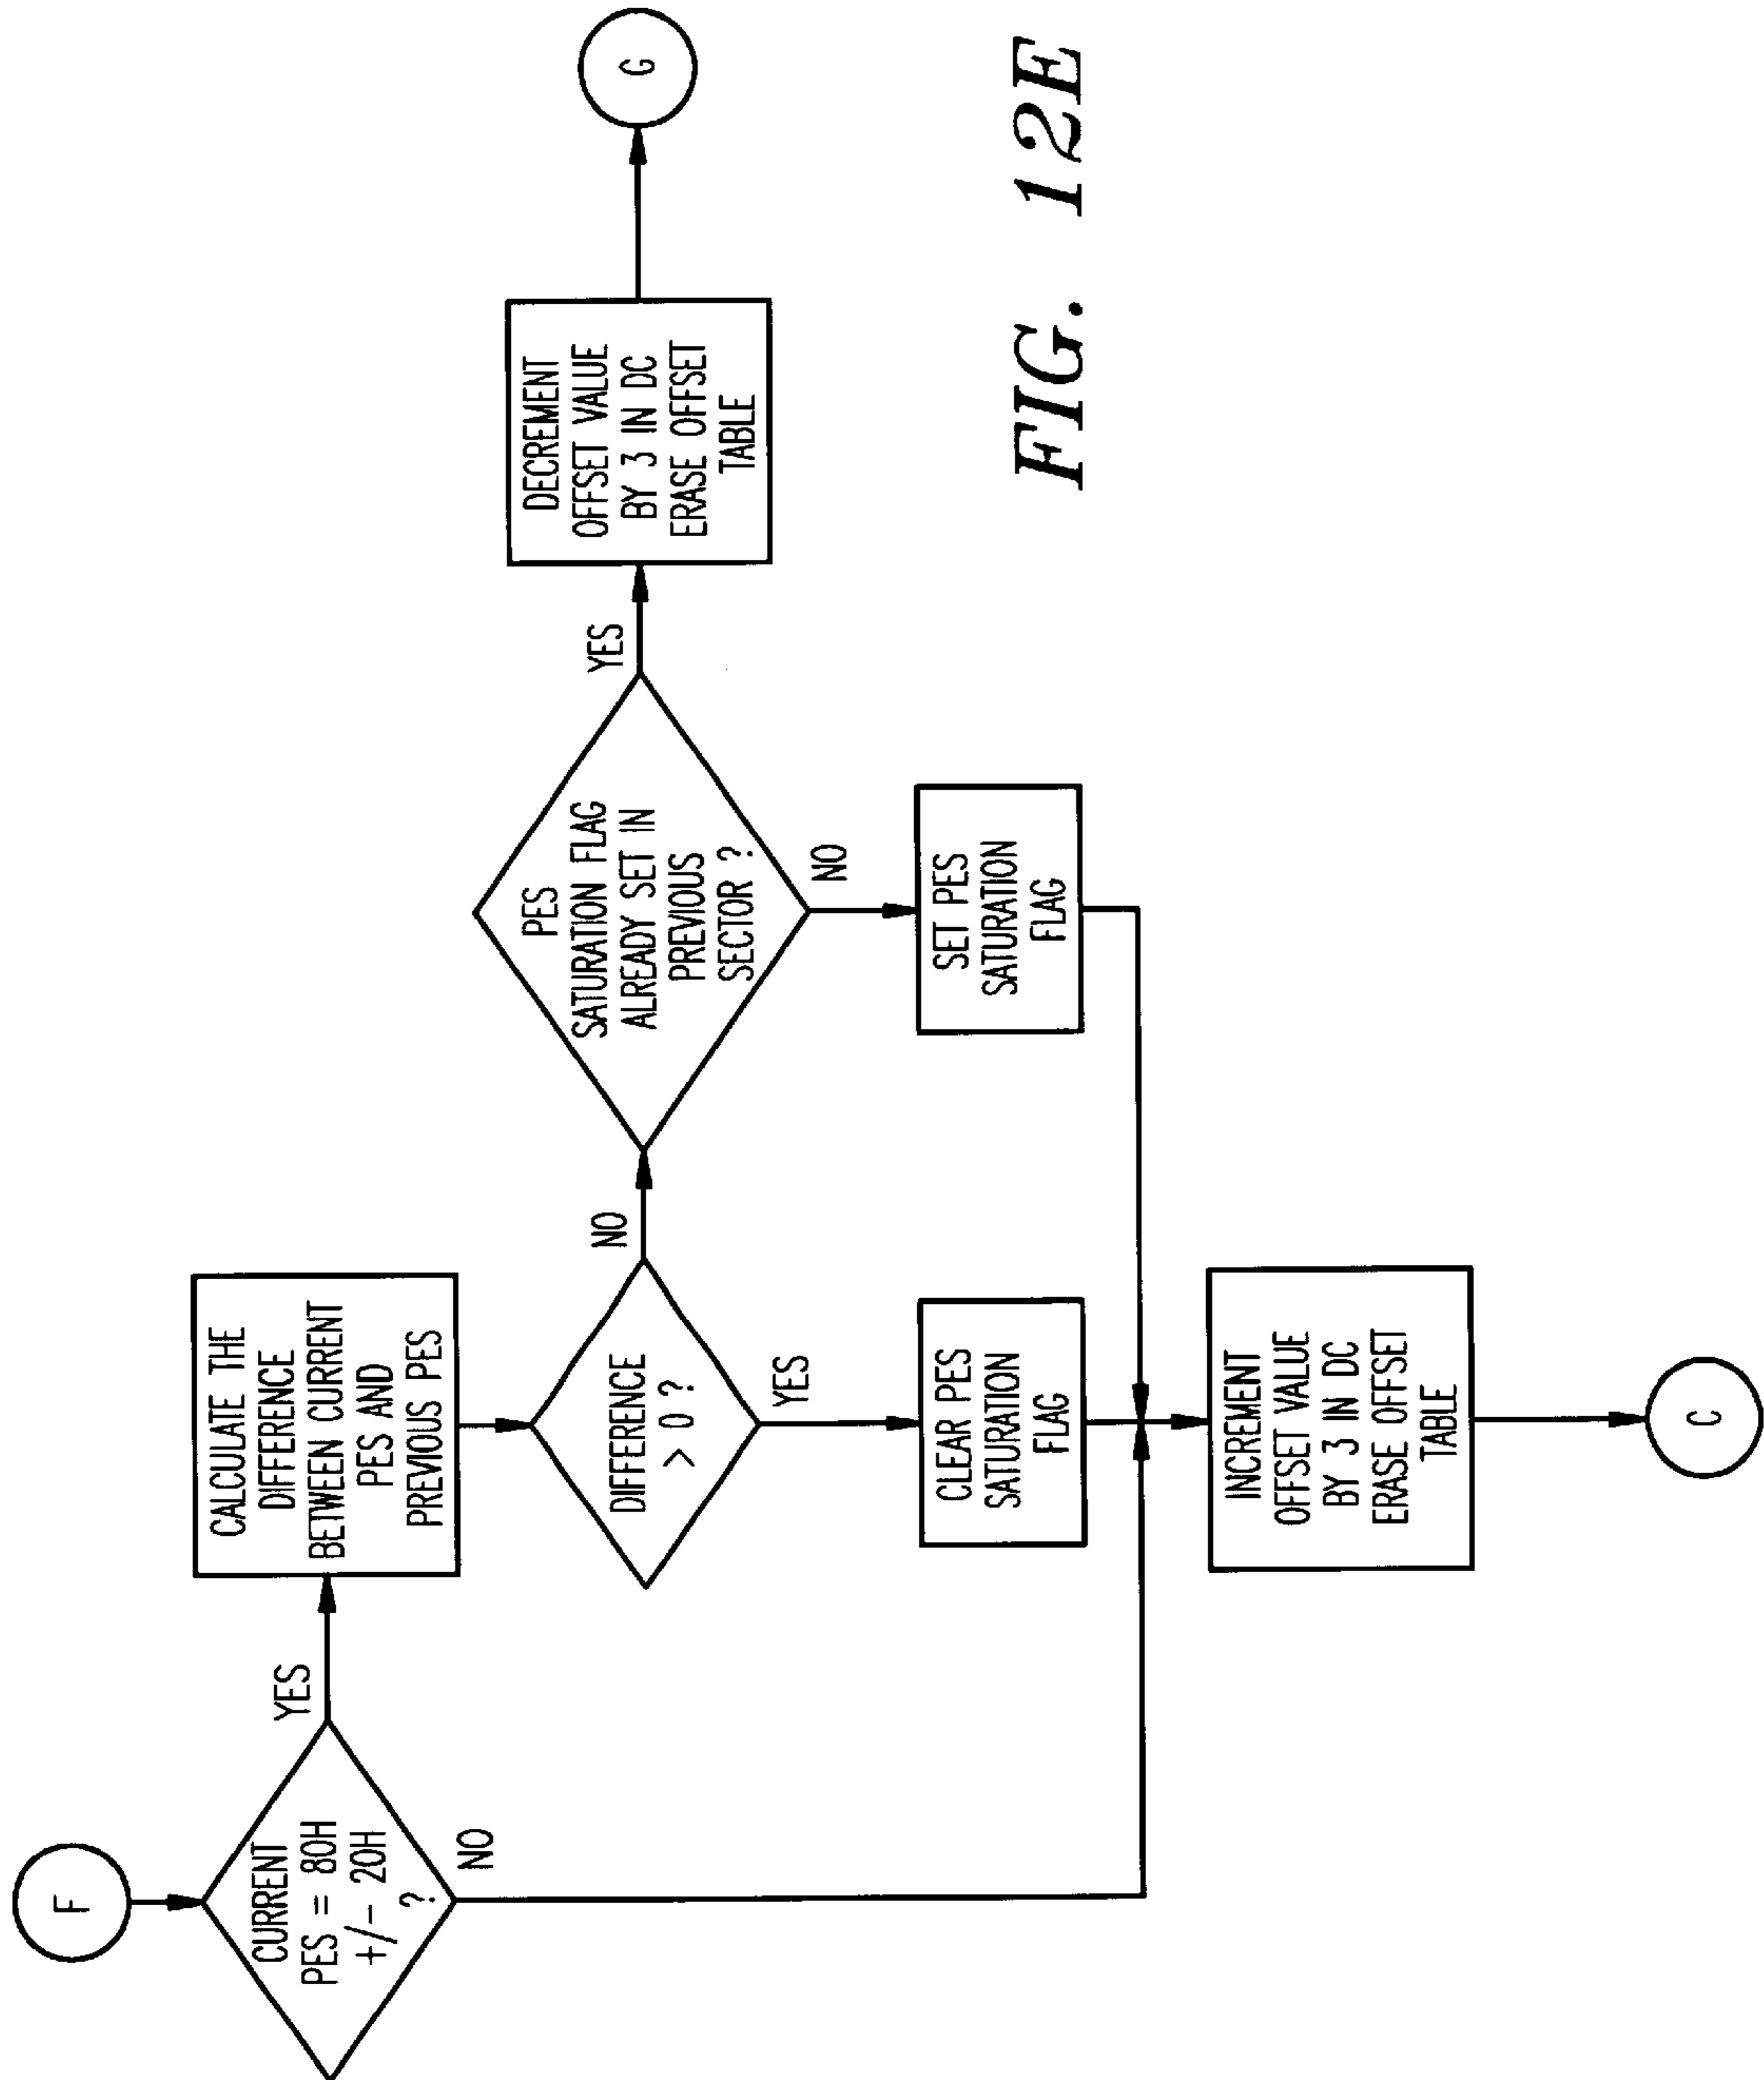 F
CURRENT
PES = 80H
+/- 20H
?
YES
NO
CALCULATE THE
DIFFERENCE
BETWEEN CURRENT
PES AND
PREVIOUS PES
DIFFERENCE
> 0 ?
NO
YES
PES
SATURATION FLAG
ALREADY SET IN
PREVIOUS
SECTOR ?
YES
NO
DECREMENT
OFFSET VALUE
BY 3 IN DC
ERASE OFFSET
TABLE
G
CLEAR PES
SATURATION
FLAG
SET PES
SATURATION
FLAG
INCREMENT
OFFSET VALUE
BY 3 IN DC
ERASE OFFSET
TABLE
C
FIG. 12E